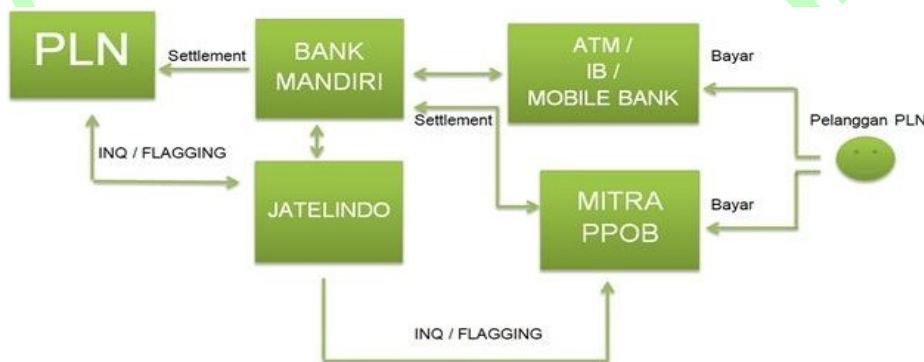 PLN
Settlement
BANK
MANDIRI
ATM /
IB /
MOBILE BANK
Bayar
Settlement
Pelanggan PLN
INQ / FLAGGING
JATELINDO
MITRA
PPOB
Bayar
INQ / FLAGGING